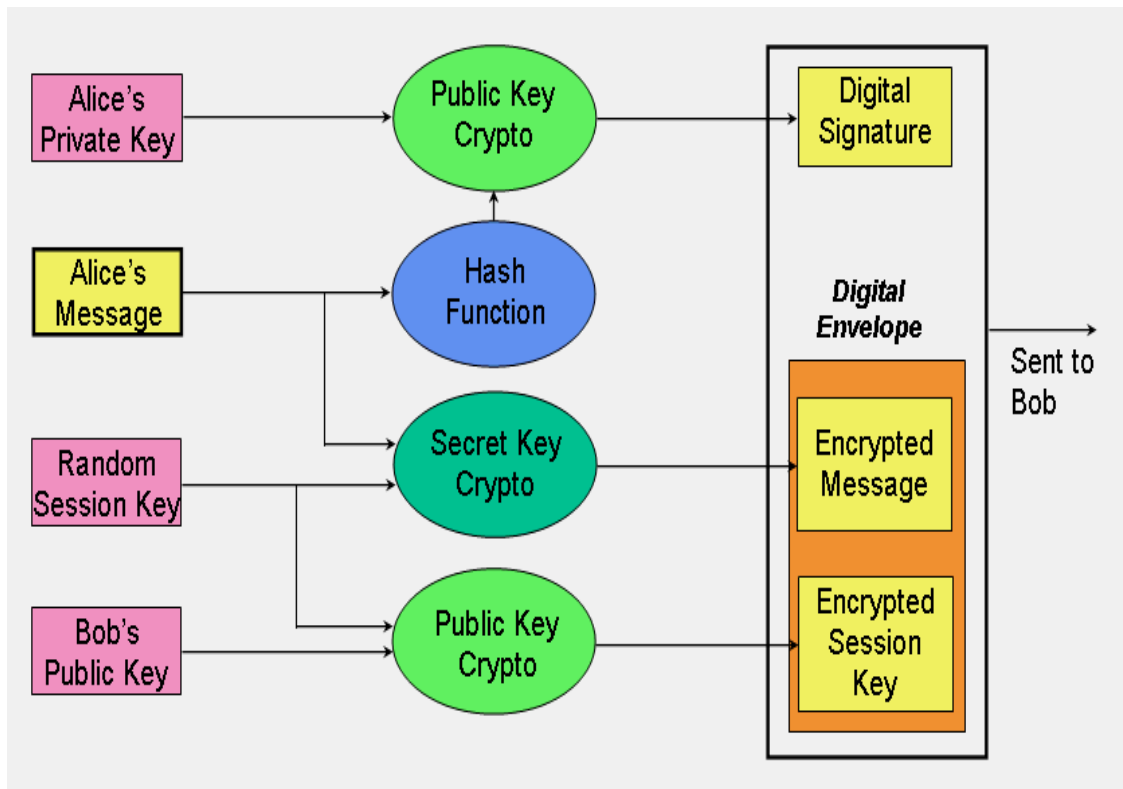 Alice's
Private Key
Public Key
Crypto
Digital
Signature
Alice's
Message
Hash
Function
Digital
Envelope
Sent to
Bob
Random
Session Key
Secret Key
Crypto
Encrypted
Message
Bob's
Public Key
Public Key
Crypto
Encrypted
Session
Key